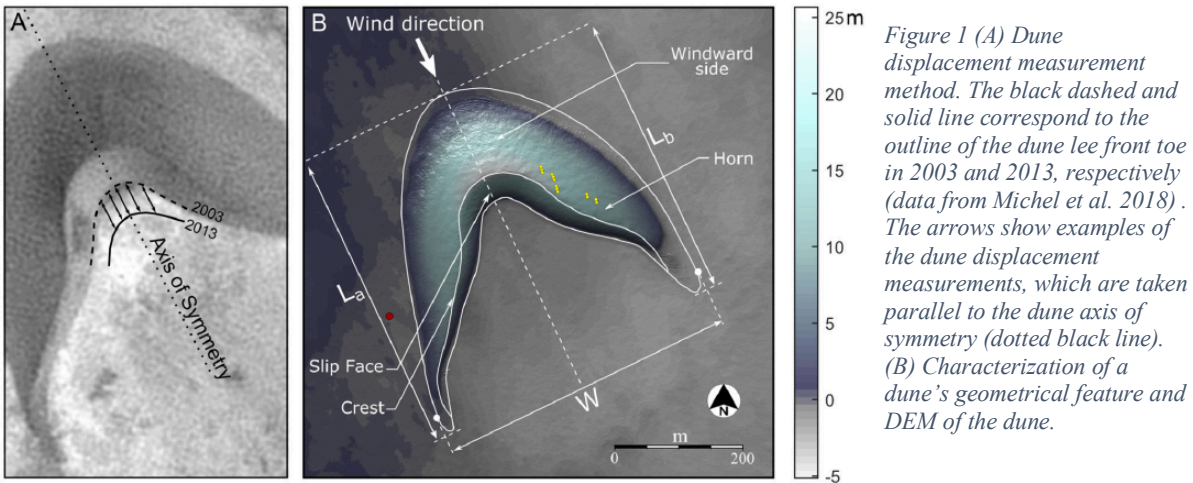 A
2003
2013
Axis of Symmetry
B
Wind direction
Windward
side
Lb
Horn
La
Slip Face
Crest
W
N
m
0 200
25 m
20
15
10
5
0
-5
Figure 1 (A) Dune
displacement measurement
method. The black dashed and
solid line correspond to the
outline of the dune lee front toe
in 2003 and 2013, respectively
(data from Michel et al. 2018) .
The arrows show examples of
the dune displacement
measurements, which are taken
parallel to the dune axis of
symmetry (dotted black line).
(B) Characterization of a
dune's geometrical feature and
DEM of the dune.